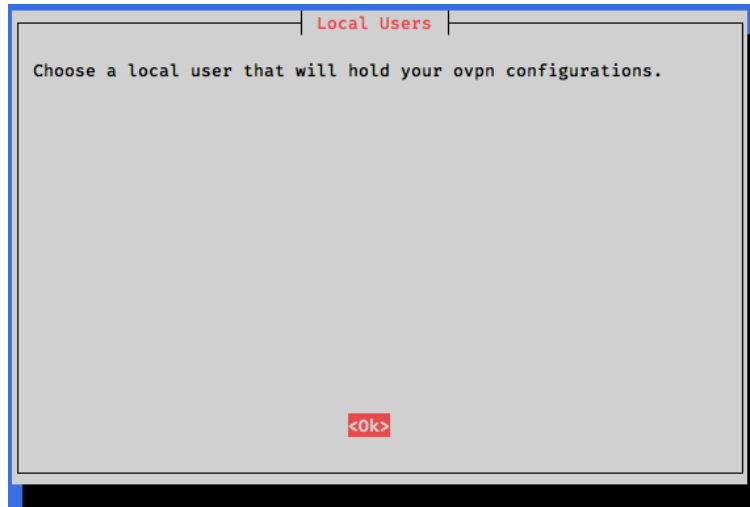 Local Users
Choose a local user that will hold your ovpn configurations.
<Ok>